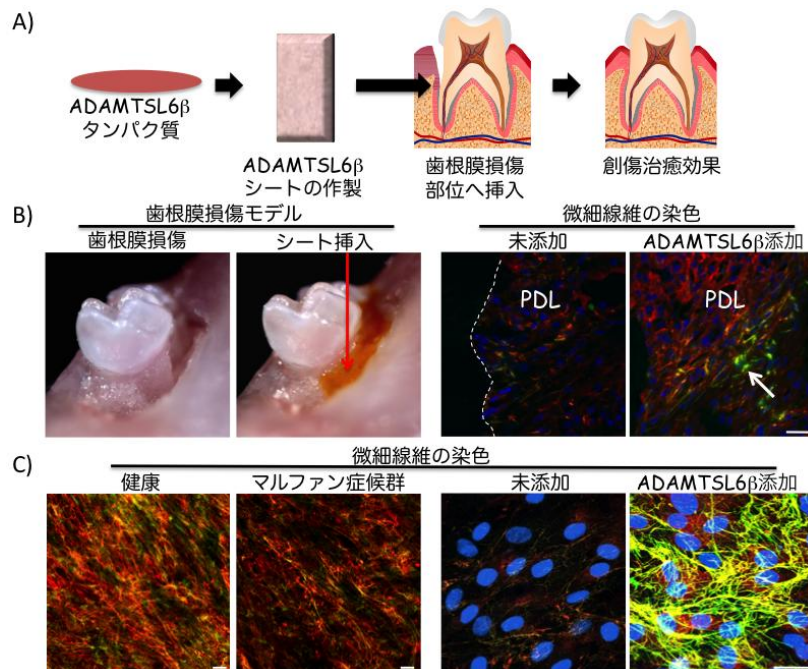 A)
ADAMTSL6β
タンパク質
ADAMTSL6β
シートの作製
歯根膜損傷
部位へ挿入
創傷治癒効果
B)
歯根膜損傷モデル
微細線維の染色
歯根膜損傷
シート挿入
未添加
ADAMTSL6β添加
PDL
PDL
C)
微細線維の染色
健康
マルファン症候群
未添加
ADAMTSL6β添加